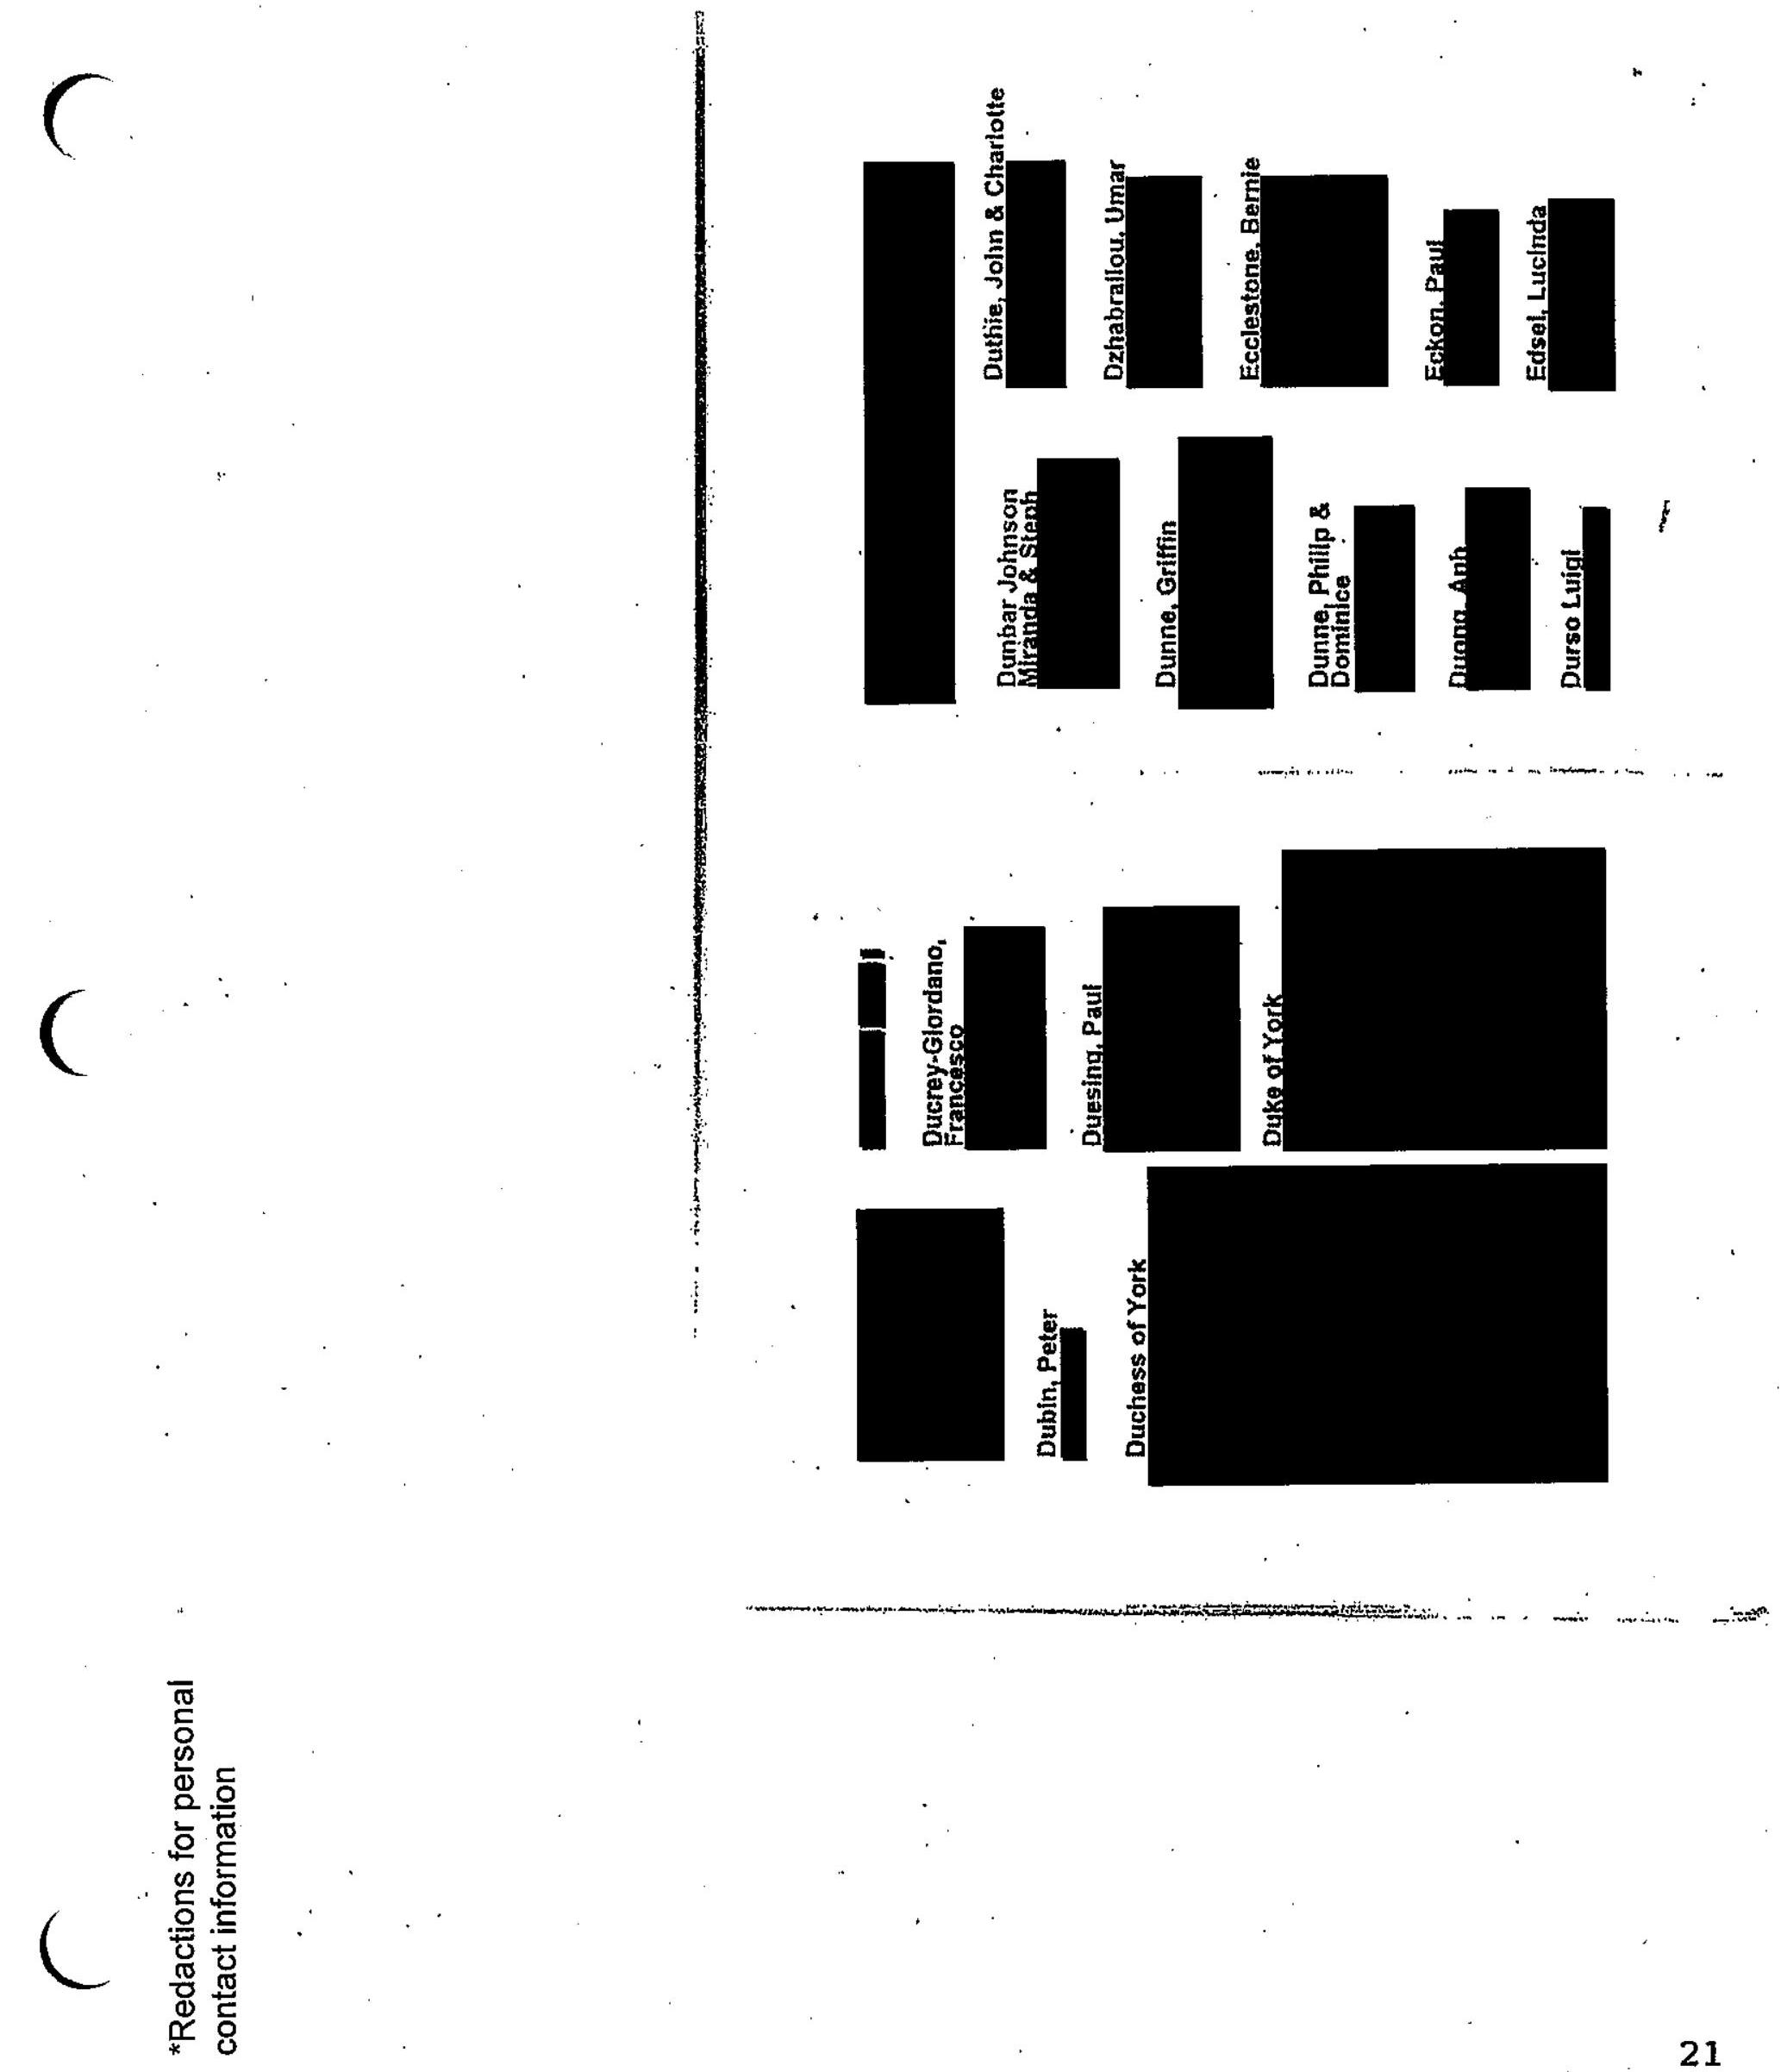 *Redactions for personal
contact information
Dubin, Peter
Duchess of York
Ducrey-Giordano,
Francesco
Duesing, Paul
Duke of York
Dunbar Johnson
Miranda & Steph
Dunne, Griffin
Dunne, Philip &
Dominice
Duong, Anh
Durso Luigi
Duthie, John & Charlotte
Dzhabrailou, Umar
Ecclestone, Bernie
Eckon, Paul
Edsel, Lucinda
21